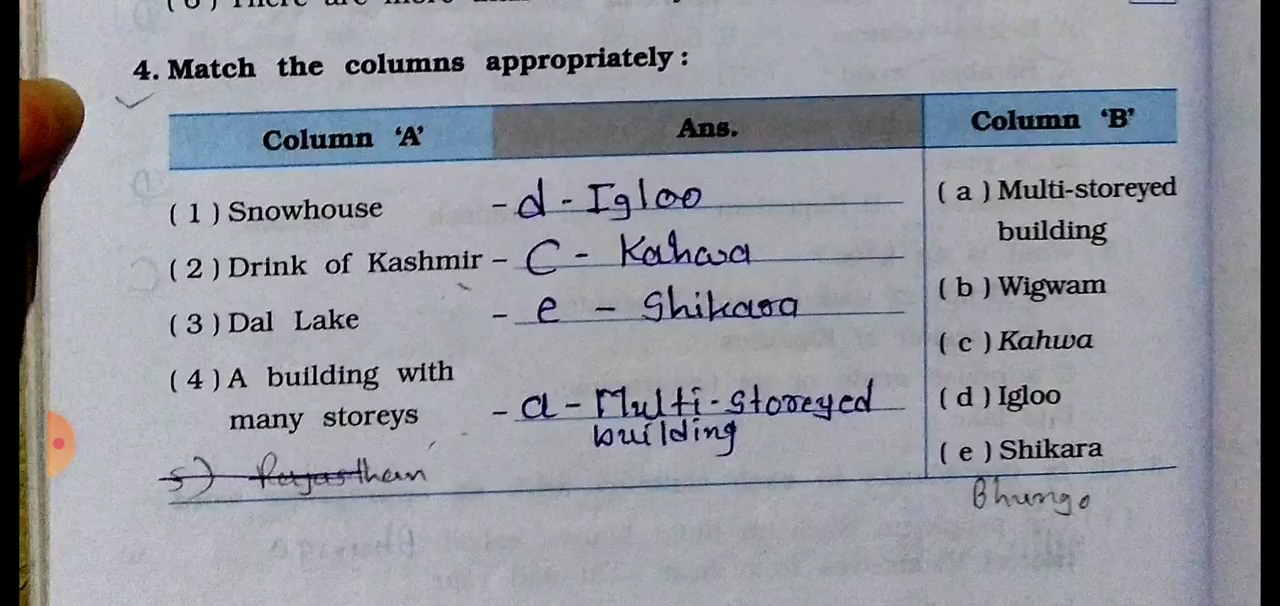 4. Match the columns appropriately :
Column 'A' Ans. Column 'B'
( 1 ) Snowhouse - d - Igloo ( a ) Multi-storeyed
building
( 2 ) Drink of Kashmir - C - Kahwa ( b ) Wigwam
( 3 ) Dal Lake - e - Shikara ( c ) Kahwa
( 4 ) A building with
many storeys - a - Multi-Storeyed ( d ) Igloo
building ( e ) Shikara
5) Rajasthan
Bhungo